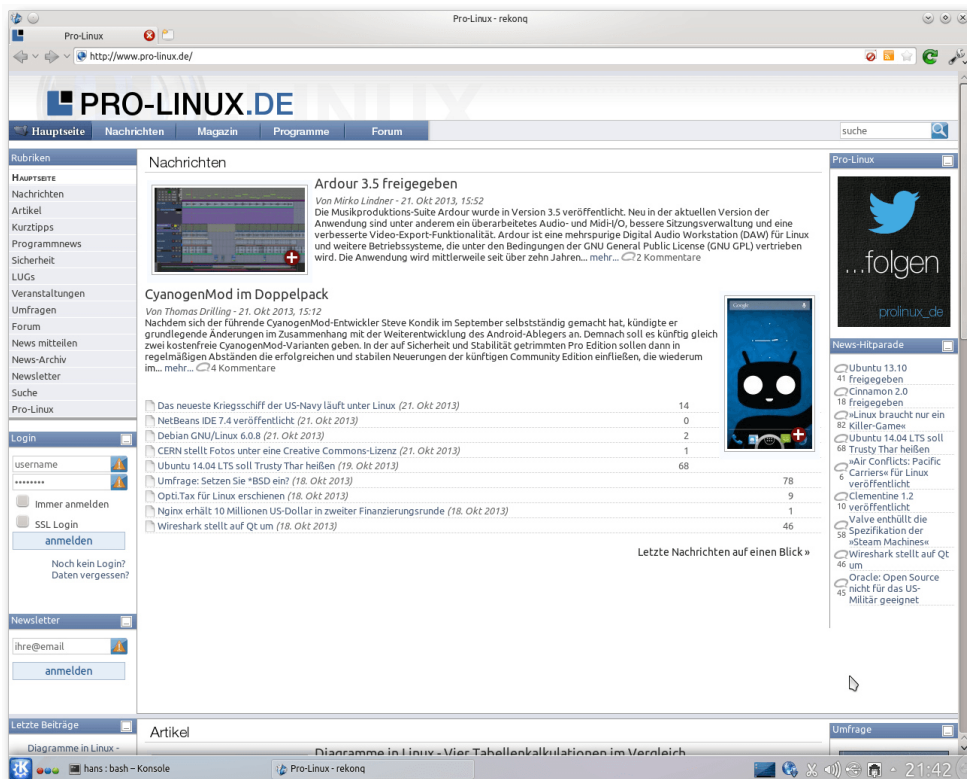 Pro-Linux - rekonq
Pro-Linux
http://www.pro-linux.de/
PRO-LINUX.DE
Hauptseite Nachrichten Magazin Programme Forum
suche
Rubriken
Hauptseite
Nachrichten
Artikel
Kurztipps
Programmnews
Sicherheit
LUGs
Veranstaltungen
Umfragen
Forum
News mitteilen
News-Archiv
Newsletter
Suche
Pro-Linux
Login
username
••••••••
Immer anmelden
SSL Login
anmelden
Noch kein Login?
Daten vergessen?
Newsletter
ihre@email
anmelden
Letzte Beiträge
Diagramme in Linux -
Nachrichten
Ardour 3.5 freigegeben
Von Mirko Lindner - 21. Okt 2013, 15:52
Die Musikproduktions-Suite Ardour wurde in Version 3.5 veröffentlicht. Neu in der aktuellen Version der
Anwendung sind unter anderem ein überarbeitetes Audio- und Midi-I/O, bessere Sitzungsverwaltung und eine
verbesserte Video-Export-Funktionalität. Ardour ist eine mehrspurige Digital Audio Workstation (DAW) für Linux
und weitere Betriebssysteme, die unter den Bedingungen der GNU General Public License (GNU GPL) vertrieben
wird. Die Anwendung wird mittlerweile seit über zehn Jahren... mehr... 2 Kommentare
CyanogenMod im Doppelpack
Von Thomas Drilling - 21. Okt 2013, 15:12
Nachdem sich der führende CyanogenMod-Entwickler Steve Kondik im September selbstständig gemacht hat, kündigte er
grundlegende Änderungen im Zusammenhang mit der Weiterentwicklung des Android-Ablegers an. Demnach soll es künftig gleich
zwei kostenfreie CyanogenMod-Varianten geben. In der auf Sicherheit und Stabilität getrimmten Pro Edition sollen dann in
regelmäßigen Abständen die erfolgreichen und stabilen Neuerungen der künftigen Community Edition einfließen, die wiederum
im... mehr... 4 Kommentare
Google
Das neueste Kriegsschiff der US-Navy läuft unter Linux (21. Okt 2013) 14
NetBeans IDE 7.4 veröffentlicht (21. Okt 2013) 0
Debian GNU/Linux 6.0.8 (21. Okt 2013) 2
CERN stellt Fotos unter eine Creative Commons-Lizenz (21. Okt 2013) 1
Ubuntu 14.04 LTS soll Trusty Thar heißen (19. Okt 2013) 68
Umfrage: Setzen Sie *BSD ein? (18. Okt 2013) 78
Opti.Tax für Linux erschienen (18. Okt 2013) 9
Nginx erhält 10 Millionen US-Dollar in zweiter Finanzierungsrunde (18. Okt 2013) 1
Wireshark stellt auf Qt um (18. Okt 2013) 46
Letzte Nachrichten auf einen Blick »
Artikel
Diagramme in Linux - Vier Tabellenkalkulationen im Vergleich
Pro-Linux
...folgen
prolinux_de
News-Hitparade
Ubuntu 13.10
41 freigegeben
Cinnamon 2.0
18 freigegeben
»Linux braucht nur ein
82 Killer-Game«
Ubuntu 14.04 LTS soll
68 Trusty Thar heißen
»Air Conflicts: Pacific
6 Carriers« für Linux
veröffentlicht
Clementine 1.2
10 veröffentlicht
Valve enthüllt die
58 Spezifikation der
»Steam Machines«
Wireshark stellt auf Qt
46 um
Oracle: Open Source
45 nicht für das US-
Militär geeignet
Umfrage
hans : bash – Konsole
Pro-Linux - rekonq
21:42